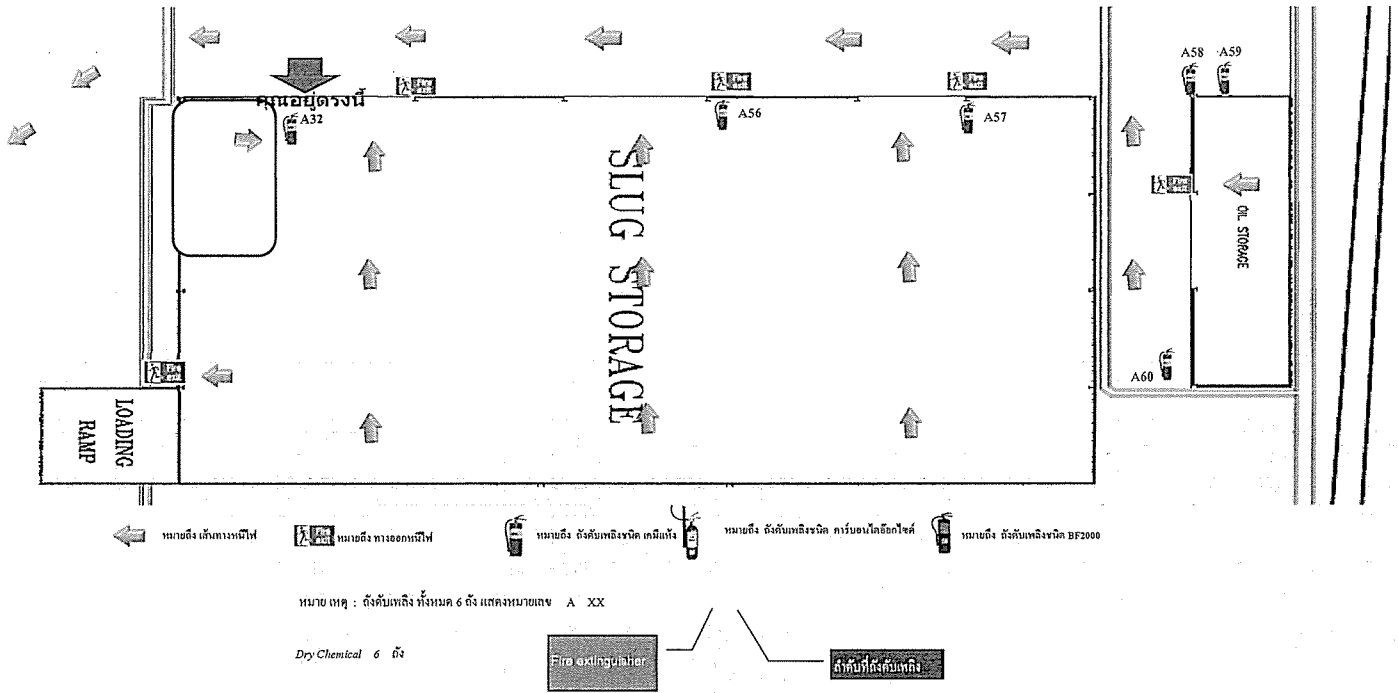 A58 A59
คุณอยู่ตรงนี้
A32
A56
A57
SLUG STORAGE
OIL STORAGE
A60
LOADING
RAMP
หมายถึง เส้นทางหนีไฟ
หมายถึง ทางออกหนีไฟ
หมายถึง ถังดับเพลิงชนิด เคมีแห้ง
หมายถึง ถังดับเพลิงชนิด คาร์บอนไดอ๊อกไซด์
หมายถึง ถังดับเพลิงชนิด BF2000
หมายเหตุ : ถังดับเพลิง ทั้งหมด 6 ถัง แสดงหมายเลข A XX
Dry Chemical 6 ถัง
Fire extinguisher
ลำดับที่ถังดับเพลิง